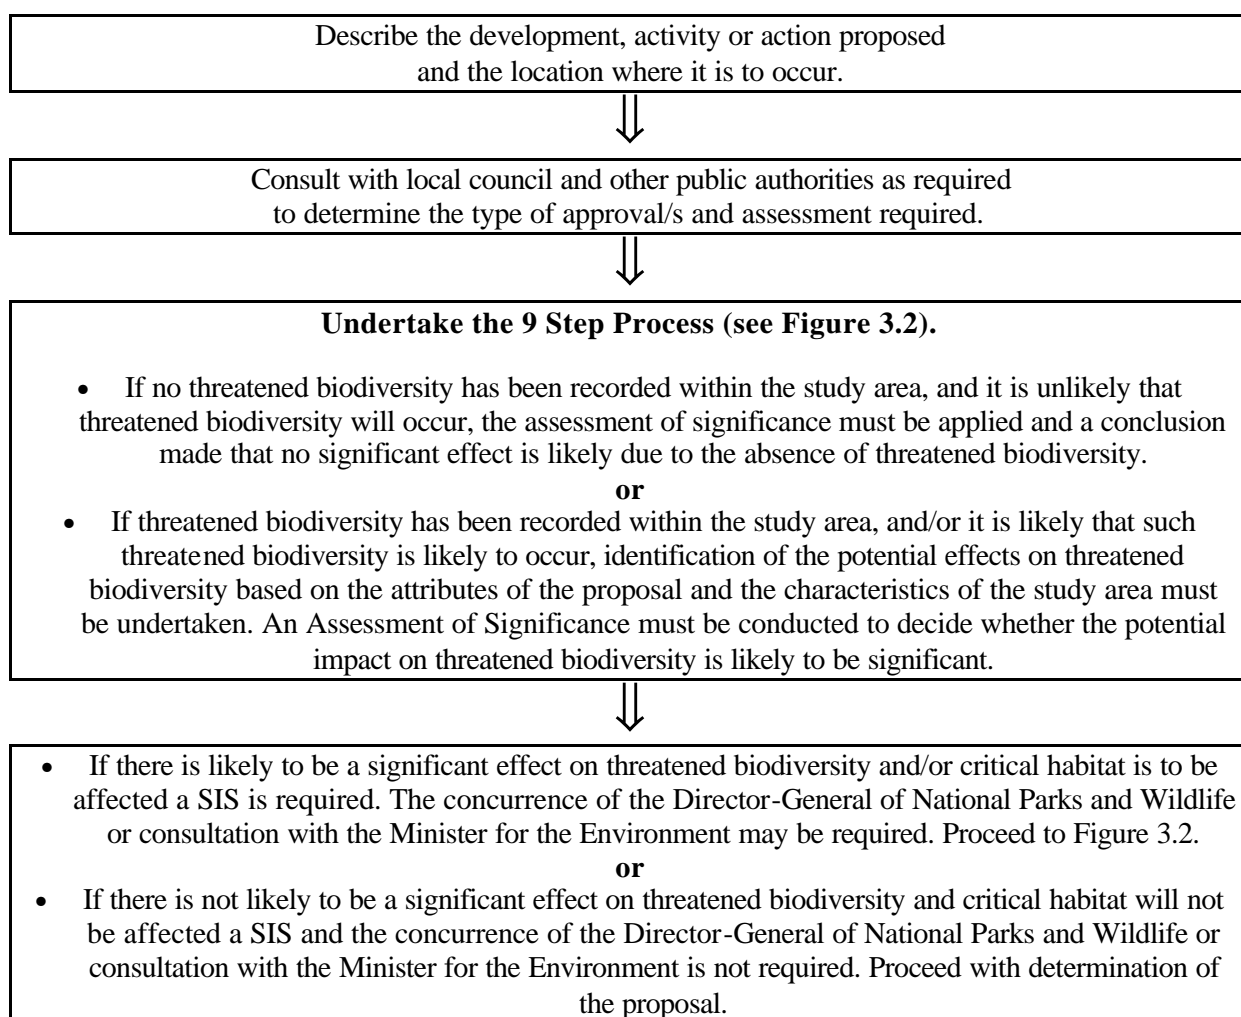 Describe the development, activity or action proposed
and the location where it is to occur.
⇓
Consult with local council and other public authorities as required
to determine the type of approval/s and assessment required.
⇓
Undertake the 9 Step Process (see Figure 3.2).
• If no threatened biodiversity has been recorded within the study area, and it is unlikely that
threatened biodiversity will occur, the assessment of significance must be applied and a conclusion
made that no significant effect is likely due to the absence of threatened biodiversity.
or
• If threatened biodiversity has been recorded within the study area, and/or it is likely that such
threatened biodiversity is likely to occur, identification of the potential effects on threatened
biodiversity based on the attributes of the proposal and the characteristics of the study area must
be undertaken. An Assessment of Significance must be conducted to decide whether the potential
impact on threatened biodiversity is likely to be significant.
⇓
• If there is likely to be a significant effect on threatened biodiversity and/or critical habitat is to be
affected a SIS is required. The concurrence of the Director-General of National Parks and Wildlife
or consultation with the Minister for the Environment may be required. Proceed to Figure 3.2.
or
• If there is not likely to be a significant effect on threatened biodiversity and critical habitat will not
be affected a SIS and the concurrence of the Director-General of National Parks and Wildlife or
consultation with the Minister for the Environment is not required. Proceed with determination of
the proposal.